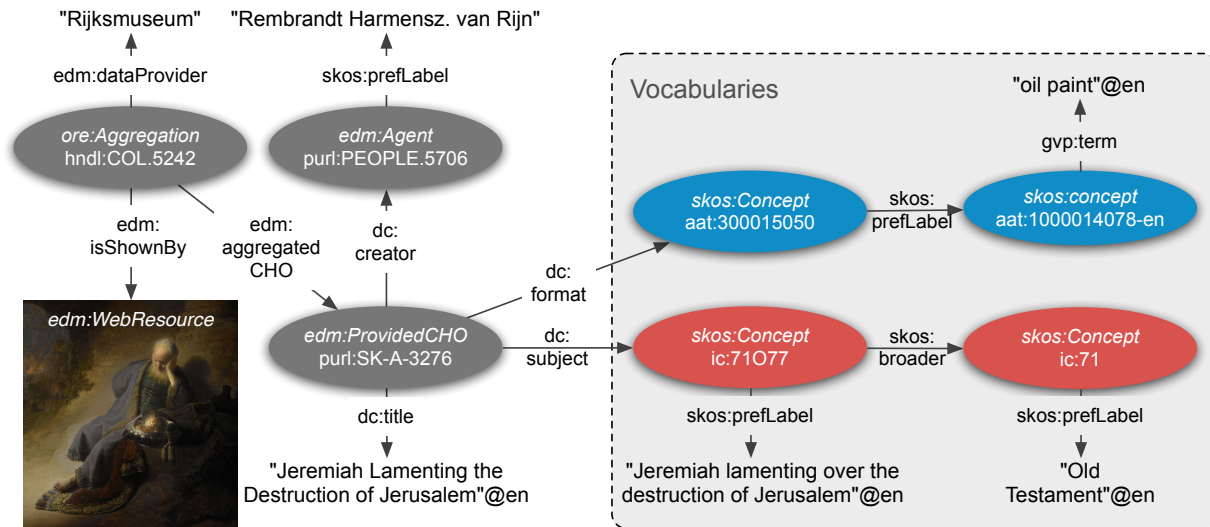 "Rijksmuseum"
"Rembrandt Harmensz. van Rijn"
edm:dataProvider
skos:prefLabel
Vocabularies
"oil paint"@en
ore:Aggregation
hndl:COL.5242
edm:Agent
purl:PEOPLE.5706
gvp:term
edm:
isShownBy
edm:
aggregated
CHO
dc:
creator
skos:Concept
aat:300015050
skos:
prefLabel
skos:concept
aat:1000014078-en
dc:
format
edm:WebResource
edm:ProvidedCHO
purl:SK-A-3276
dc:
subject
skos:Concept
ic:71O77
skos:
broader
skos:Concept
ic:71
dc:title
skos:prefLabel
skos:prefLabel
"Jeremiah Lamenting the
Destruction of Jerusalem"@en
"Jeremiah lamenting over the
destruction of Jerusalem"@en
"Old
Testament"@en